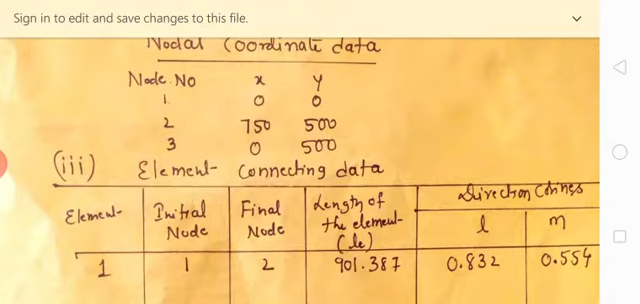 Sign in to edit and save changes to this file.
Nodal Coordinate data
Node No x y
1. 0 0
2 750 500
3 0 500
(iii) Element- Connecting data
Element- Initial Node Final Node Length of the element- (le) Direction Cosines l m
1 1 2 901.387 0.832 0.554